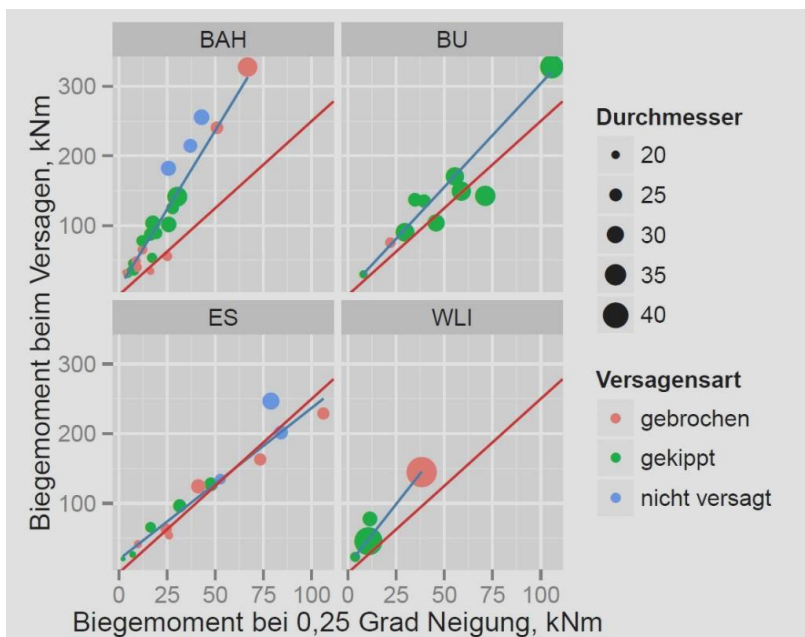 BAH BU
300
200
100
ES WLI
300
200
100
0 25 50 75 100 0 25 50 75 100
Biegemoment beim Versagen, kNm
Biegemoment bei 0,25 Grad Neigung, kNm
Durchmesser
20
25
30
35
40
Versagensart
gebrochen
gekippt
nicht versagt